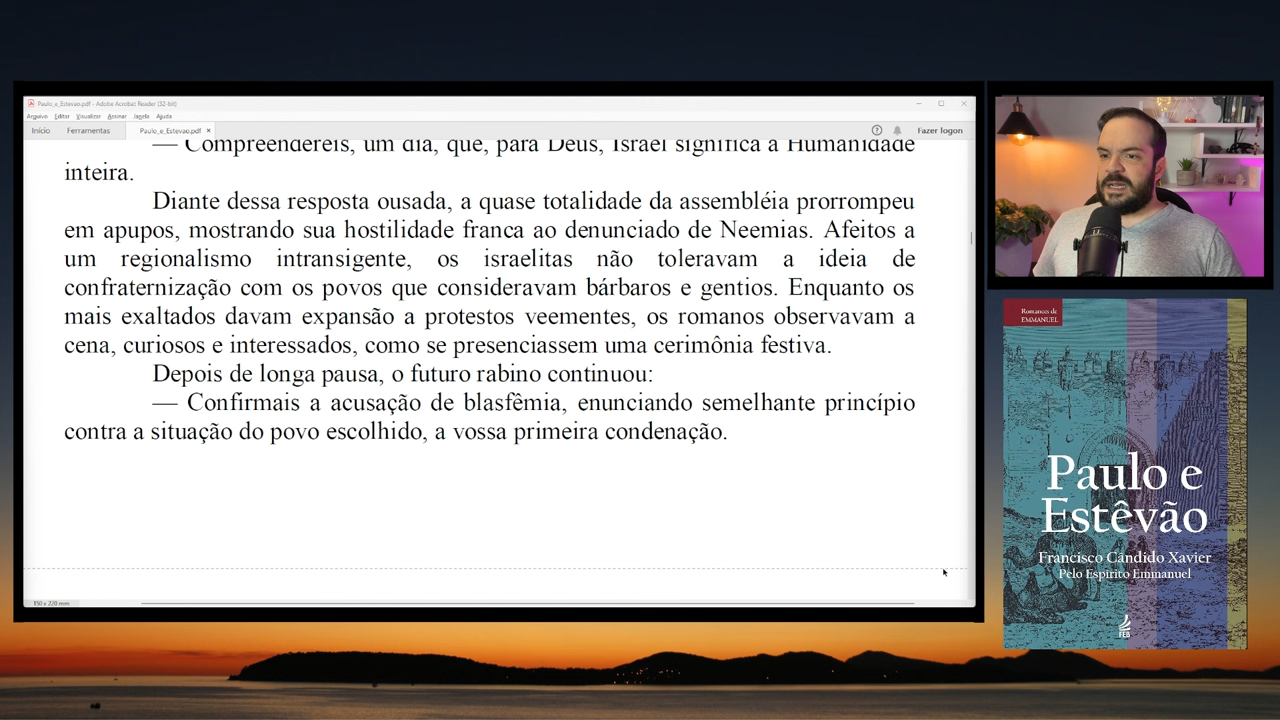 Paulo_e_Estevao.pdf - Adobe Acrobat Reader (32-bit)
Arquivo Editar Visualizar Assinar Janela Ajuda
Início Ferramentas Paulo_e_Estevao.pdf × Fazer logon
— Compreendereis, um dia, que, para Deus, Israel significa a Humanidade
inteira.
Diante dessa resposta ousada, a quase totalidade da assembléia prorrompeu
em apupos, mostrando sua hostilidade franca ao denunciado de Neemias. Afeitos a
um regionalismo intransigente, os israelitas não toleravam a ideia de
confraternização com os povos que consideravam bárbaros e gentios. Enquanto os
mais exaltados davam expansão a protestos veementes, os romanos observavam a
cena, curiosos e interessados, como se presenciassem uma cerimônia festiva.
Depois de longa pausa, o futuro rabino continuou:
— Confirmais a acusação de blasfêmia, enunciando semelhante princípio
contra a situação do povo escolhido, a vossa primeira condenação.
150 x 220 mm
Romances de
EMMANUEL
Paulo e
Estêvão
Francisco Cândido Xavier
Pelo Espírito Emmanuel
FEB